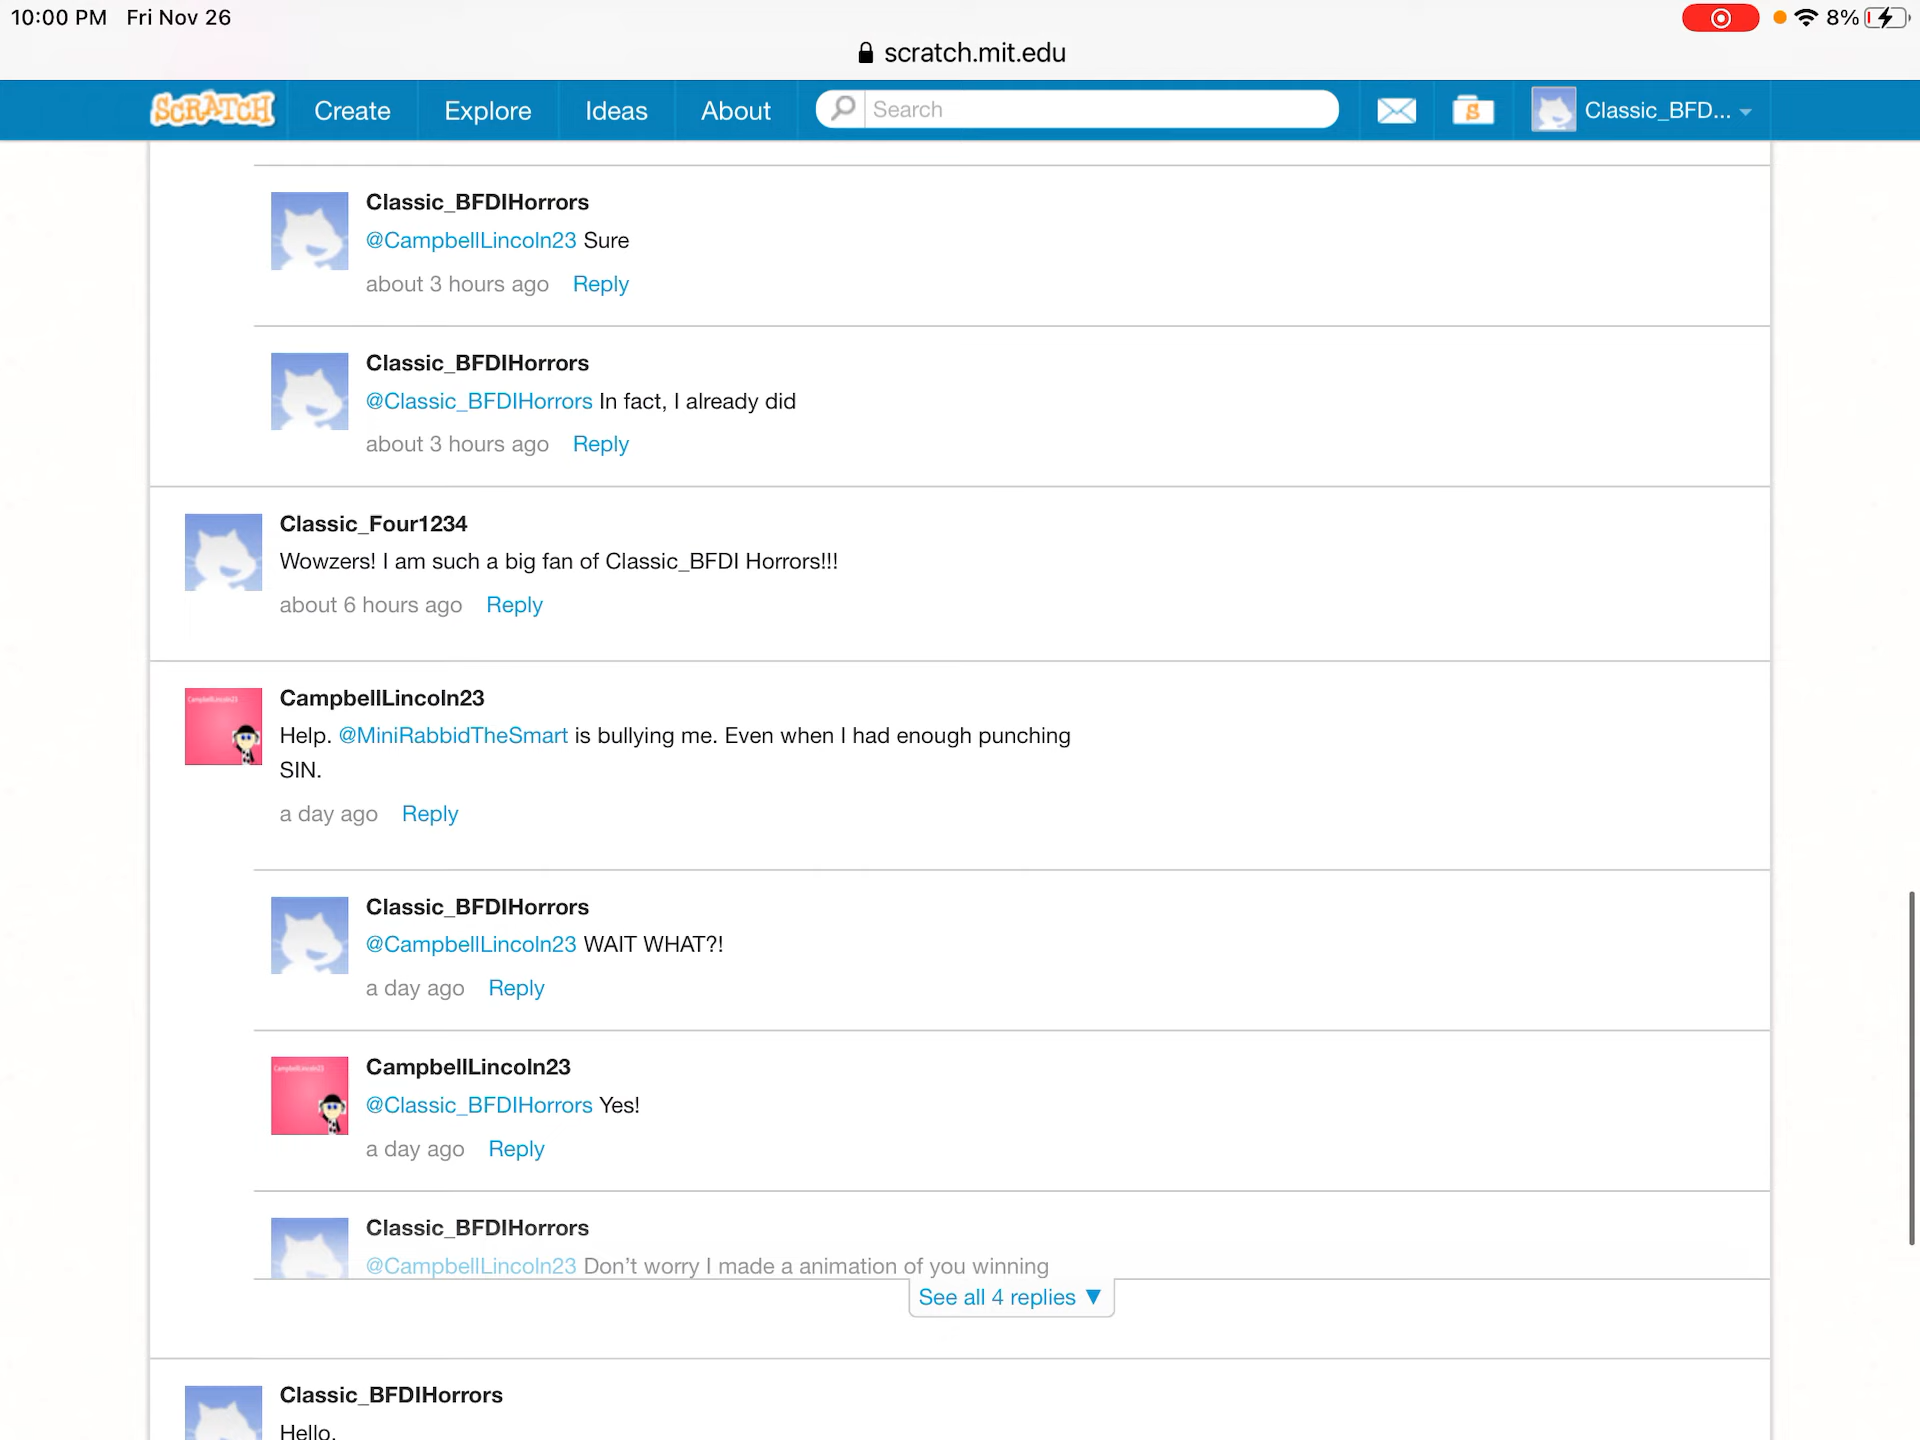 10:00 PM Fri Nov 26
8%
scratch.mit.edu
SCRATCH Create Explore Ideas About Search Classic_BFD...
Classic_BFDIHorrors
@CampbellLincoln23 Sure
about 3 hours ago Reply
Classic_BFDIHorrors
@Classic_BFDIHorrors In fact, I already did
about 3 hours ago Reply
Classic_Four1234
Wowzers! I am such a big fan of Classic_BFDI Horrors!!!
about 6 hours ago Reply
CampbellLincoln23
CampbellLincoln23
Help. @MiniRabbidTheSmart is bullying me. Even when I had enough punching
SIN.
a day ago Reply
Classic_BFDIHorrors
@CampbellLincoln23 WAIT WHAT?!
a day ago Reply
CampbellLincoln23
CampbellLincoln23
@Classic_BFDIHorrors Yes!
a day ago Reply
Classic_BFDIHorrors
@CampbellLincoln23 Don’t worry I made a animation of you winning
See all 4 replies ▼
Classic_BFDIHorrors
Hello.